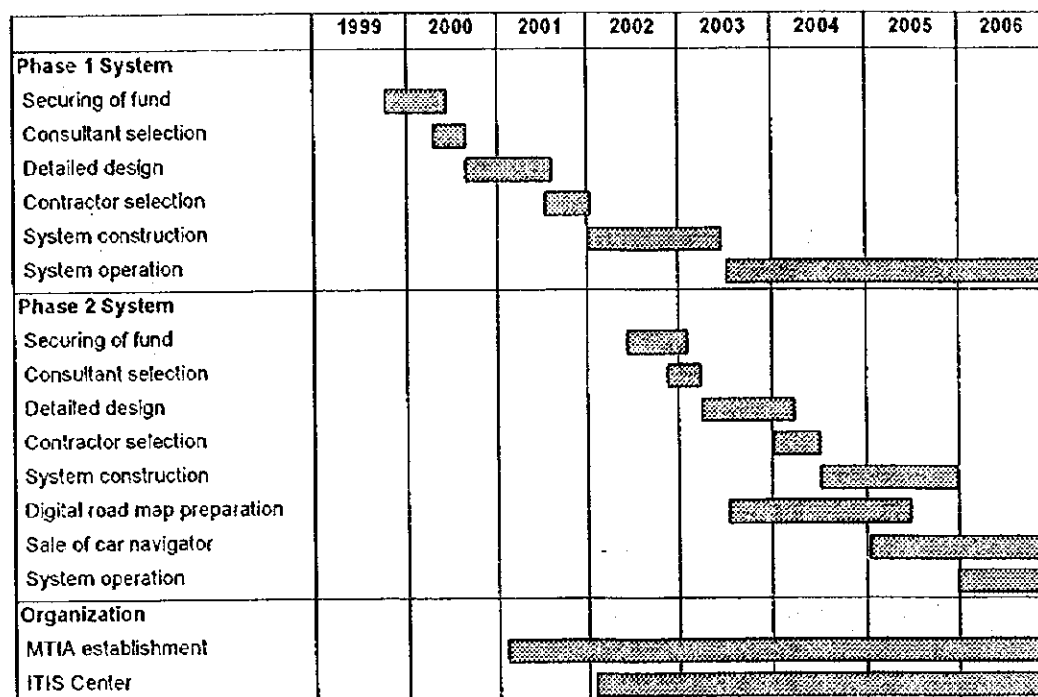 1999 2000 2001 2002 2003 2004 2005 2006
Phase 1 System
Securing of fund
Consultant selection
Detailed design
Contractor selection
System construction
System operation
Phase 2 System
Securing of fund
Consultant selection
Detailed design
Contractor selection
System construction
Digital road map preparation
Sale of car navigator
System operation
Organization
MTIA establishment
ITIS Center